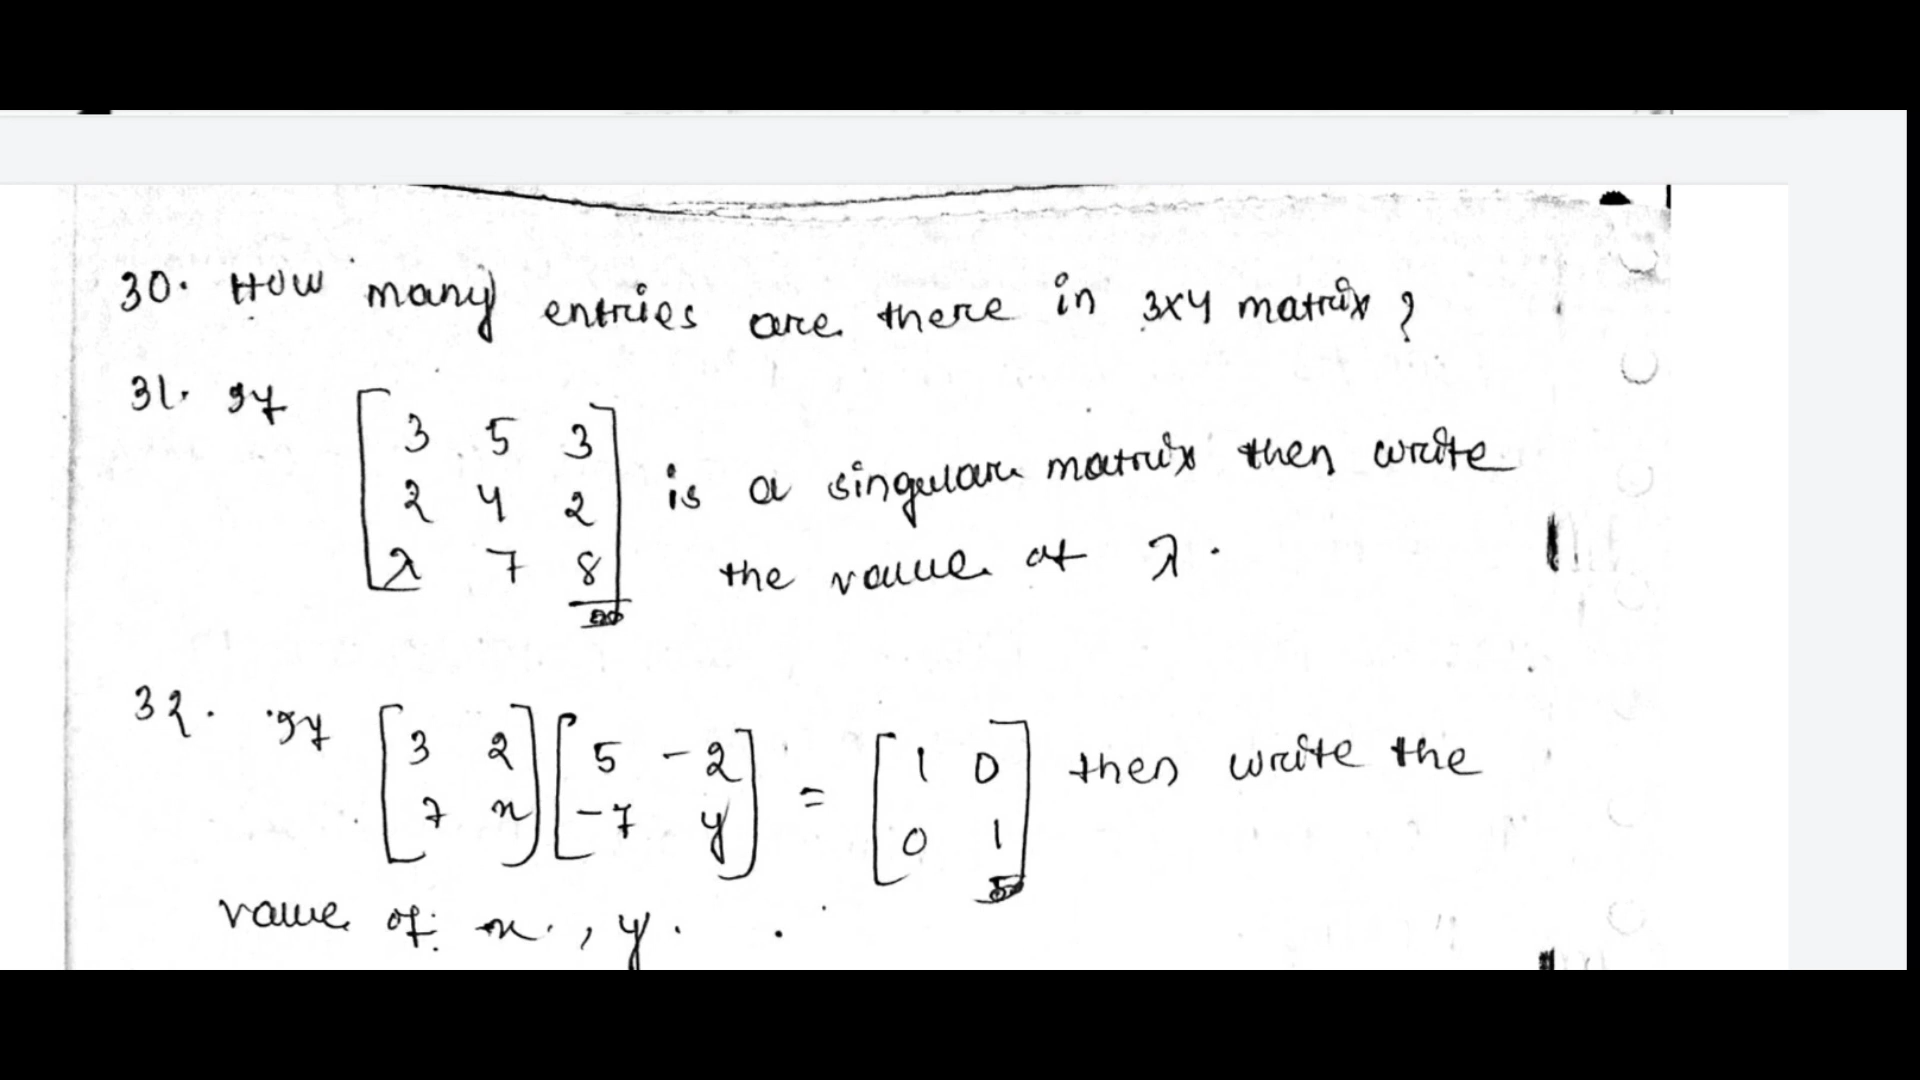 30. How many entries are there in 3x4 matrix ?
31. If [ 3 5 3
2 4 2
λ 7 8 ] is a singular matrix then write
the value of λ.
32. If [ 3 2
7 x ] [ 5 -2
-7 y ] = [ 1 0
0 1 ] then write the
value of x, y.